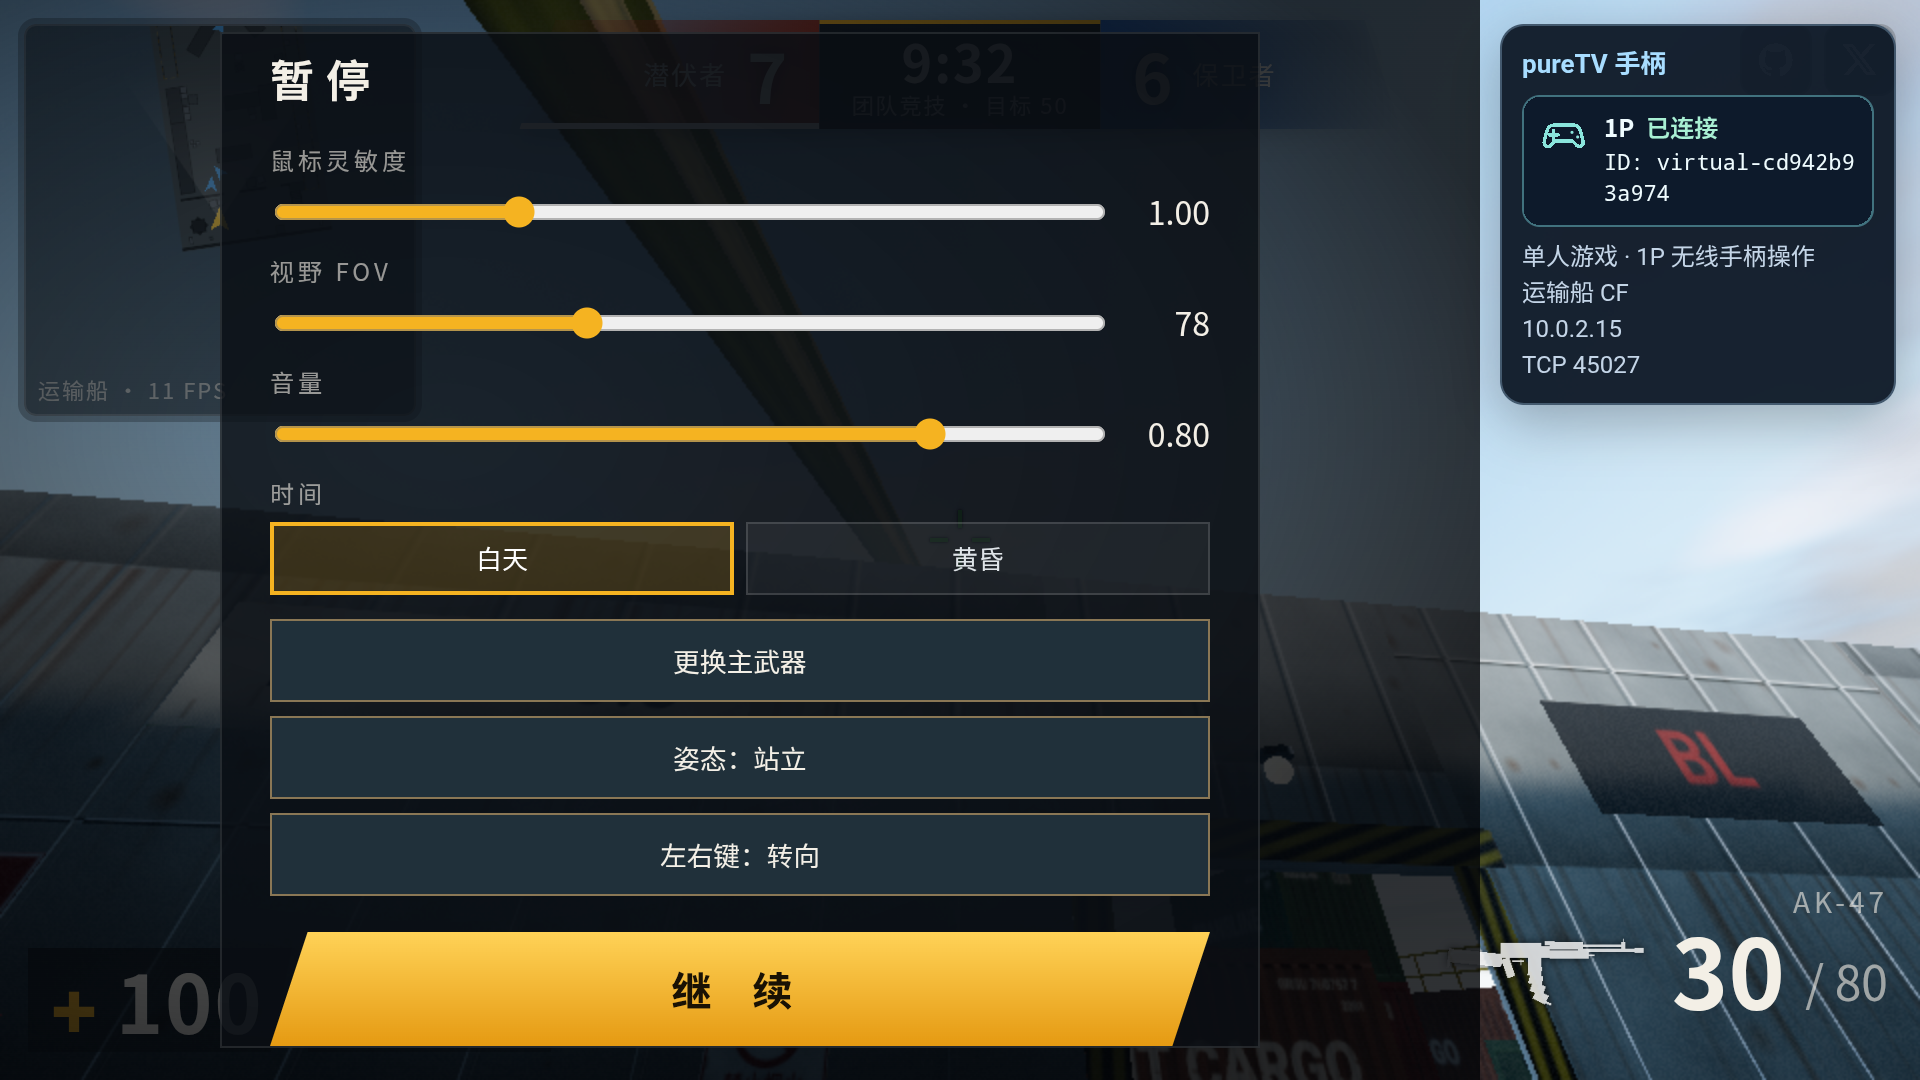 暂停
潜伏者 7
9:32
团队竞技 · 目标 50
6 保卫者
鼠标灵敏度
1.00
视野 FOV
78
音量
0.80
运输船 · 11 FPS
时间
白天
黄昏
更换主武器
姿态：站立
左右键：转向
继续
+ 100
pureTV 手柄
1P 已连接
ID: virtual-cd942b9
3a974
单人游戏 · 1P 无线手柄操作
运输船 CF
10.0.2.15
TCP 45027
BL
AK-47
30 / 80
T CARGO
GO